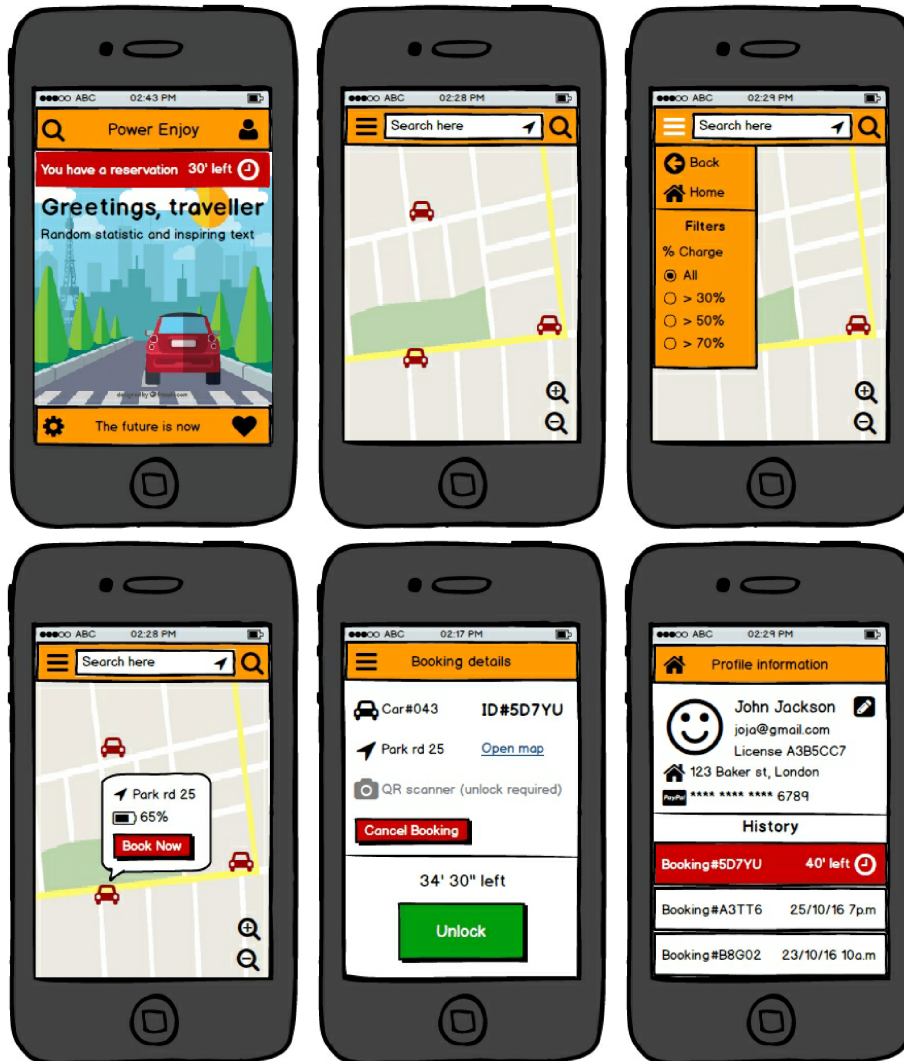 ●●●○○ ABC 02:43 PM
Power Enjoy
You have a reservation 30' left
Greetings, traveller
Random statistic and inspiring text
designed by freepik.com
The future is now
●●●○○ ABC 02:28 PM
Search here
●●●○○ ABC 02:29 PM
Search here
Back
Home
Filters
% Charge
All
> 30%
> 50%
> 70%
●●●○○ ABC 02:28 PM
Search here
Park rd 25
65%
Book Now
●●●○○ ABC 02:17 PM
Booking details
Car#043 ID#5D7YU
Park rd 25 Open map
QR scanner (unlock required)
Cancel Booking
34' 30" left
Unlock
●●●○○ ABC 02:29 PM
Profile information
John Jackson
joja@gmail.com
License A3B5CC7
123 Baker st, London
PayPal **** **** **** 6789
History
Booking#5D7YU 40' left
Booking#A3TT6 25/10/16 7p.m
Booking#B8G02 23/10/16 10a.m